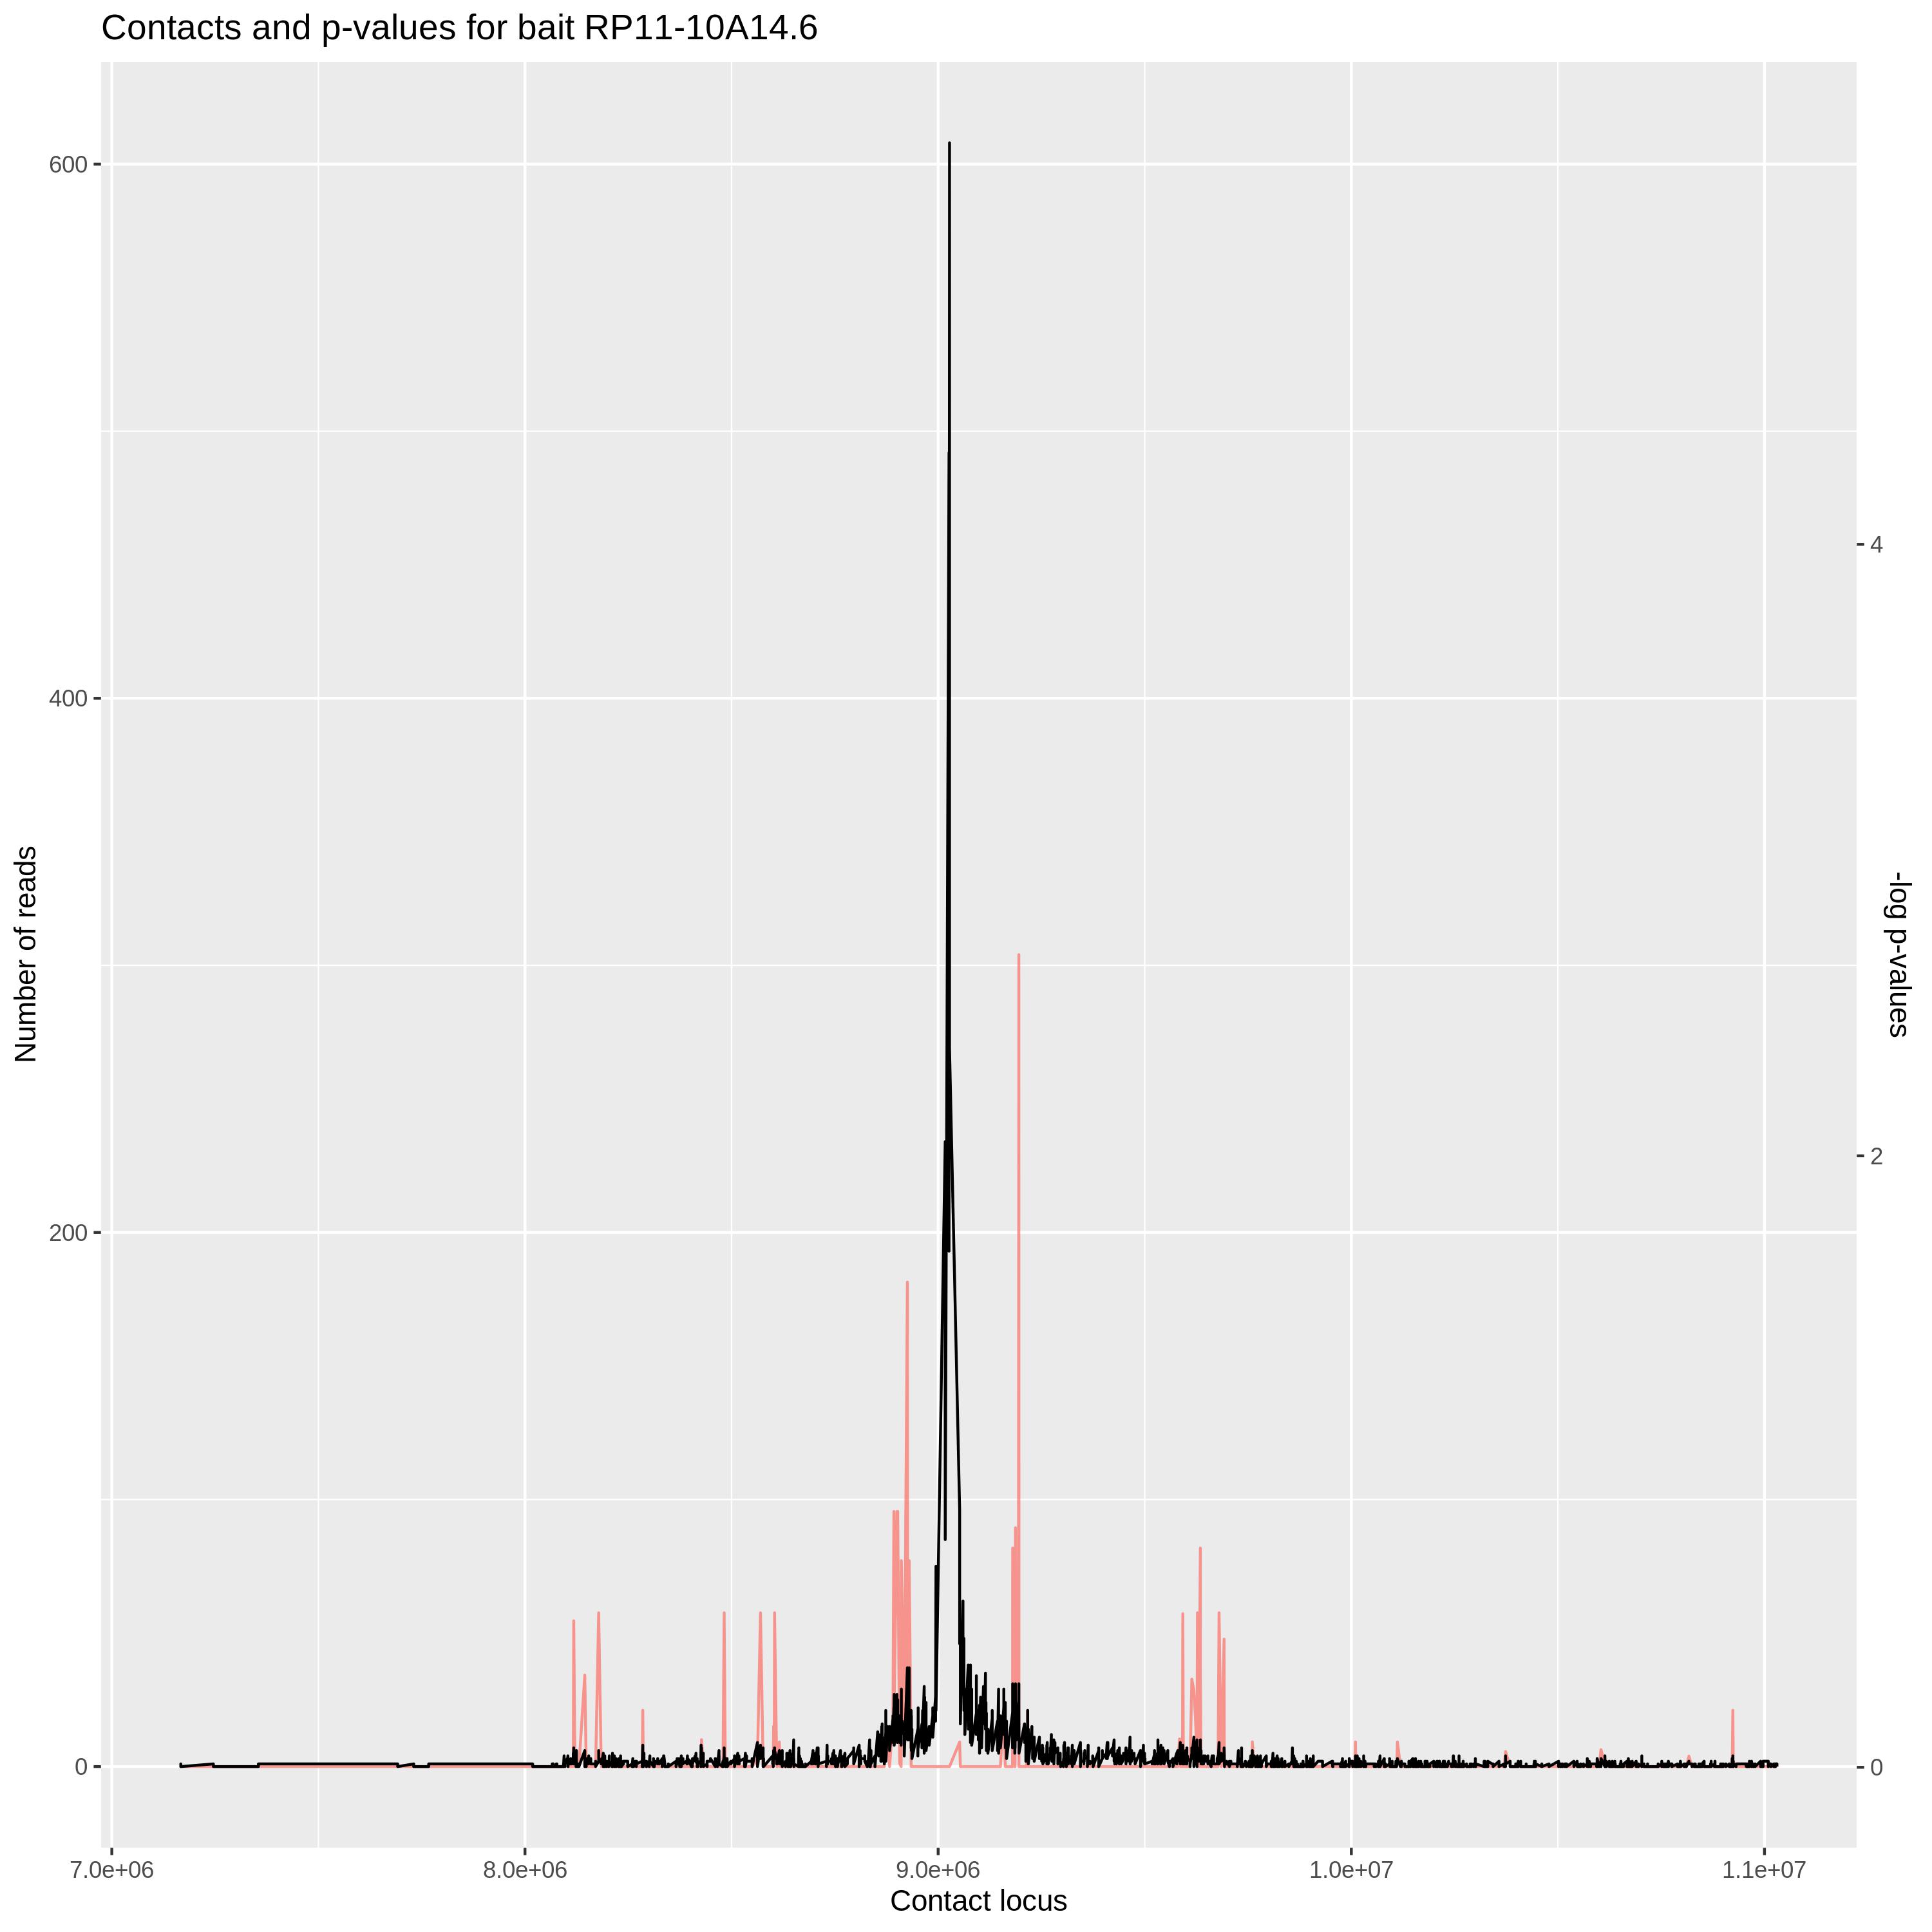 Contacts and p-values for bait RP11-10A14.6
600
400
200
0
Number of reads
4
2
0
-log p-values
7.0e+06
8.0e+06
9.0e+06
1.0e+07
1.1e+07
Contact locus